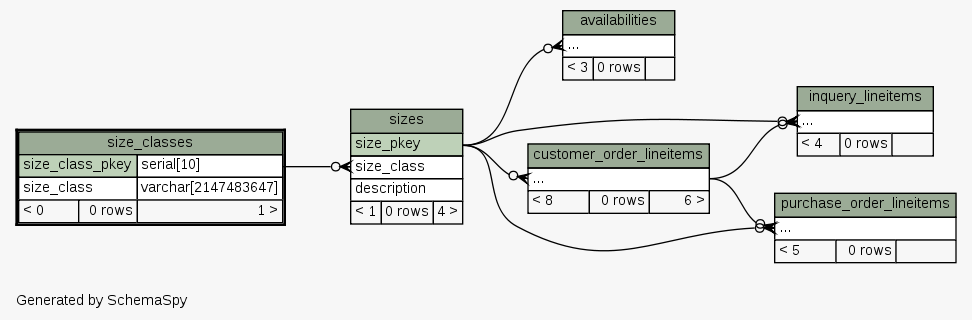 availabilities
...
< 3 0 rows
inquery_lineitems
...
< 4 0 rows
sizes
size_pkey
size_class
description
< 1 0 rows 4 >
size_classes
size_class_pkey serial[10]
size_class varchar[2147483647]
< 0 0 rows 1 >
customer_order_lineitems
...
< 8 0 rows 6 >
purchase_order_lineitems
...
< 5 0 rows
Generated by SchemaSpy